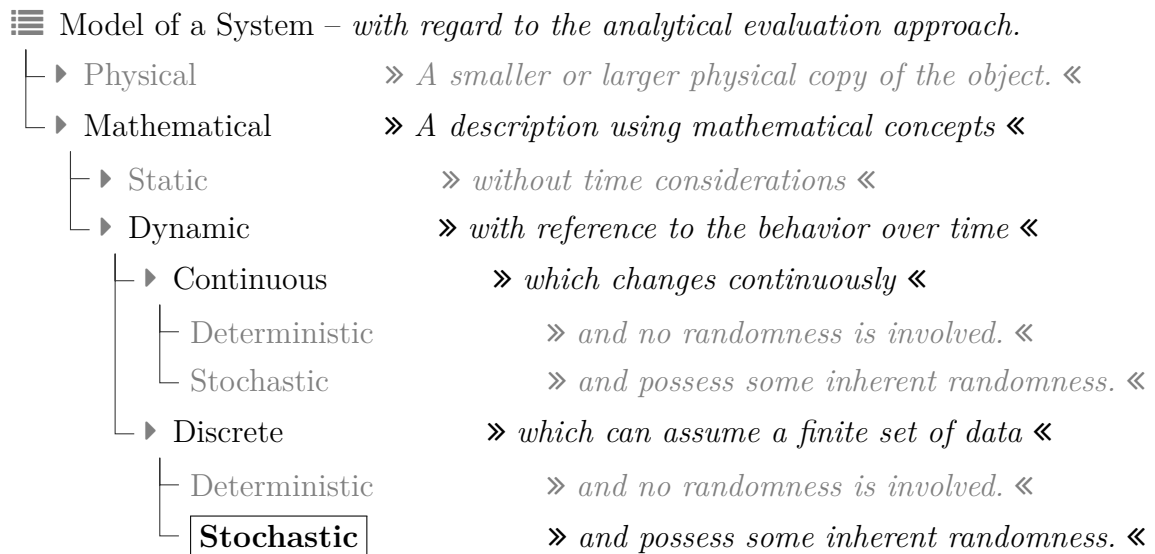 Model of a System – with regard to the analytical evaluation approach.
Physical » A smaller or larger physical copy of the object. «
Mathematical » A description using mathematical concepts «
Static » without time considerations «
Dynamic » with reference to the behavior over time «
Continuous » which changes continuously «
Deterministic » and no randomness is involved. «
Stochastic » and possess some inherent randomness. «
Discrete » which can assume a finite set of data «
Deterministic » and no randomness is involved. «
Stochastic » and possess some inherent randomness. «